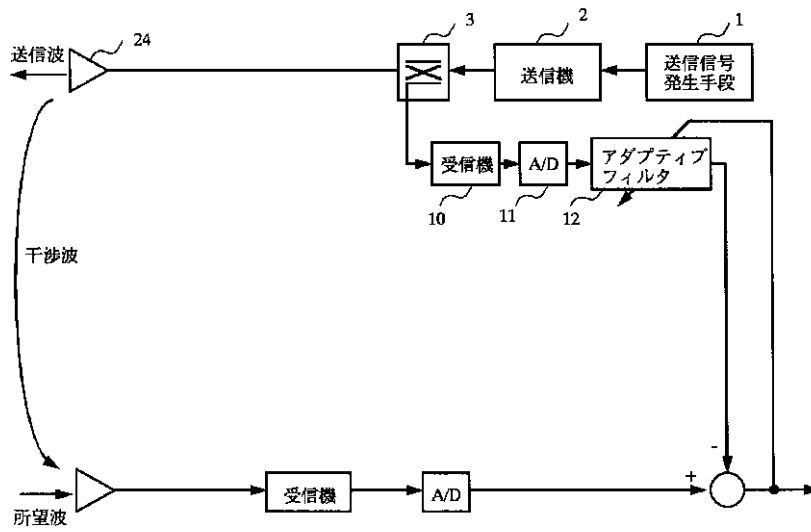 送信波
24
3
2
1
送信機
送信信号
発生手段
受信機
A/D
アダプティブ
フィルタ
10
11
12
干渉波
-
+
受信機
A/D
所望波